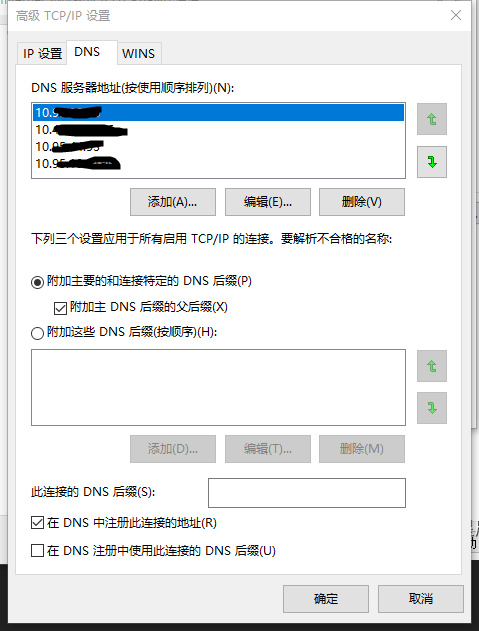 高级 TCP/IP 设置
IP 设置 DNS WINS
DNS 服务器地址(按使用顺序排列)(N):
10.
10.
10.
10.95.
添加(A)... 编辑(E)... 删除(V)
下列三个设置应用于所有启用 TCP/IP 的连接。要解析不合格的名称:
附加主要的和连接特定的 DNS 后缀(P)
附加主 DNS 后缀的父后缀(X)
附加这些 DNS 后缀(按顺序)(H):
添加(D)... 编辑(T)... 删除(M)
此连接的 DNS 后缀(S):
在 DNS 中注册此连接的地址(R)
在 DNS 注册中使用此连接的 DNS 后缀(U)
确定 取消